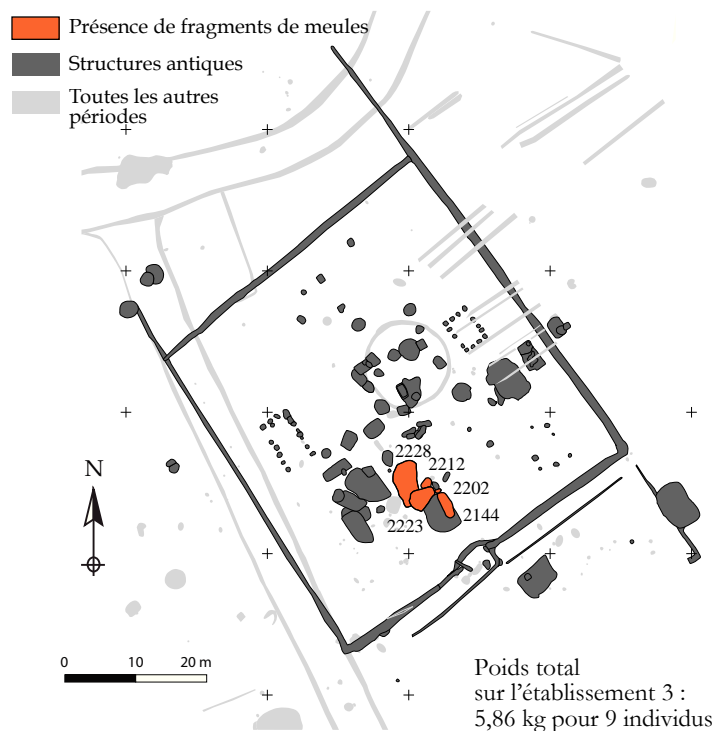 Présence de fragments de meules
Structures antiques
Toutes les autres
périodes
2228
2212
2202
2223
2144
N
0 10 20 m
Poids total
sur l'établissement 3 :
5,86 kg pour 9 individus